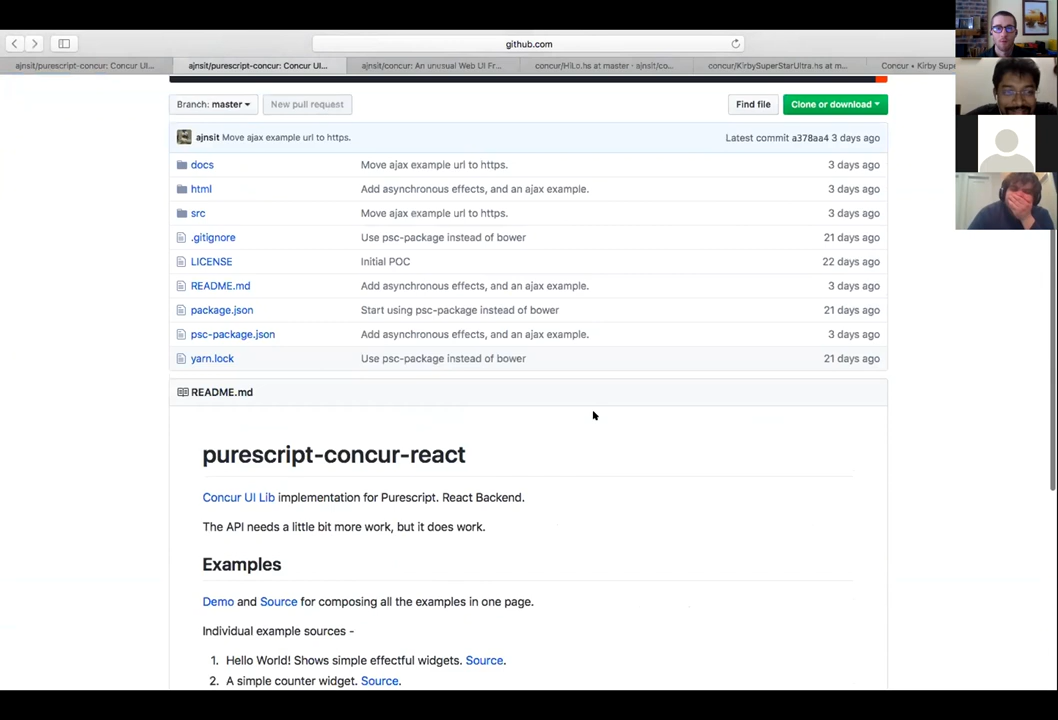 github.com
ajnsit/purescript-concur: Concur UI... ajnsit/purescript-concur: Concur UI... ajnsit/concur: An unusual Web UI Fr... concur/HiLo.hs at master · ajnsit/co... concur/KirbySuperStarUltra.hs at m... Concur • Kirby Supe
Branch: master New pull request Find file Clone or download
ajnsit Move ajax example url to https. Latest commit a378aa4 3 days ago
docs Move ajax example url to https. 3 days ago
html Add asynchronous effects, and an ajax example. 3 days ago
src Move ajax example url to https. 3 days ago
.gitignore Use psc-package instead of bower 21 days ago
LICENSE Initial POC 22 days ago
README.md Add asynchronous effects, and an ajax example. 3 days ago
package.json Start using psc-package instead of bower 21 days ago
psc-package.json Add asynchronous effects, and an ajax example. 3 days ago
yarn.lock Use psc-package instead of bower 21 days ago
README.md
purescript-concur-react
Concur UI Lib implementation for Purescript. React Backend.
The API needs a little bit more work, but it does work.
Examples
Demo and Source for composing all the examples in one page.
Individual example sources -
1. Hello World! Shows simple effectful widgets. Source.
2. A simple counter widget. Source.